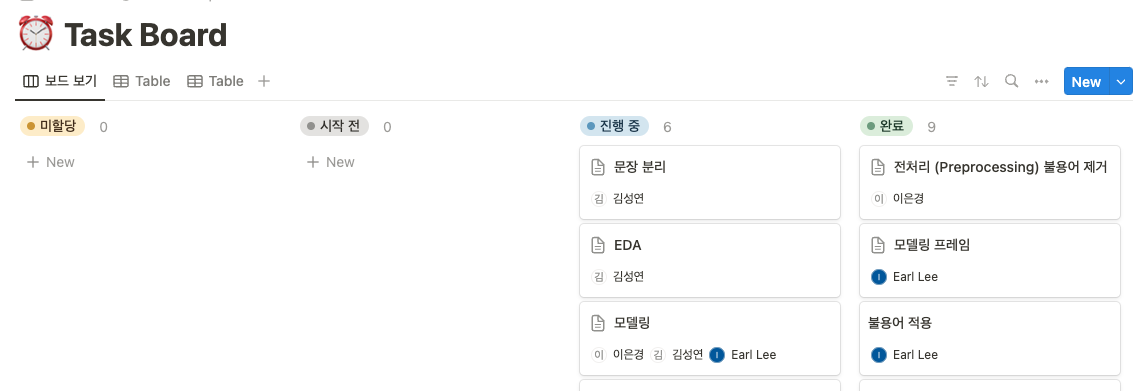 Task Board
보드 보기 Table Table
New
미할당 0
New
시작 전 0
New
진행 중 6
문장 분리
김 김성연
EDA
김 김성연
모델링
이 이은경 김 김성연 I Earl Lee
완료 9
전처리 (Preprocessing) 불용어 제거
이 이은경
모델링 프레임
I Earl Lee
불용어 적용
I Earl Lee